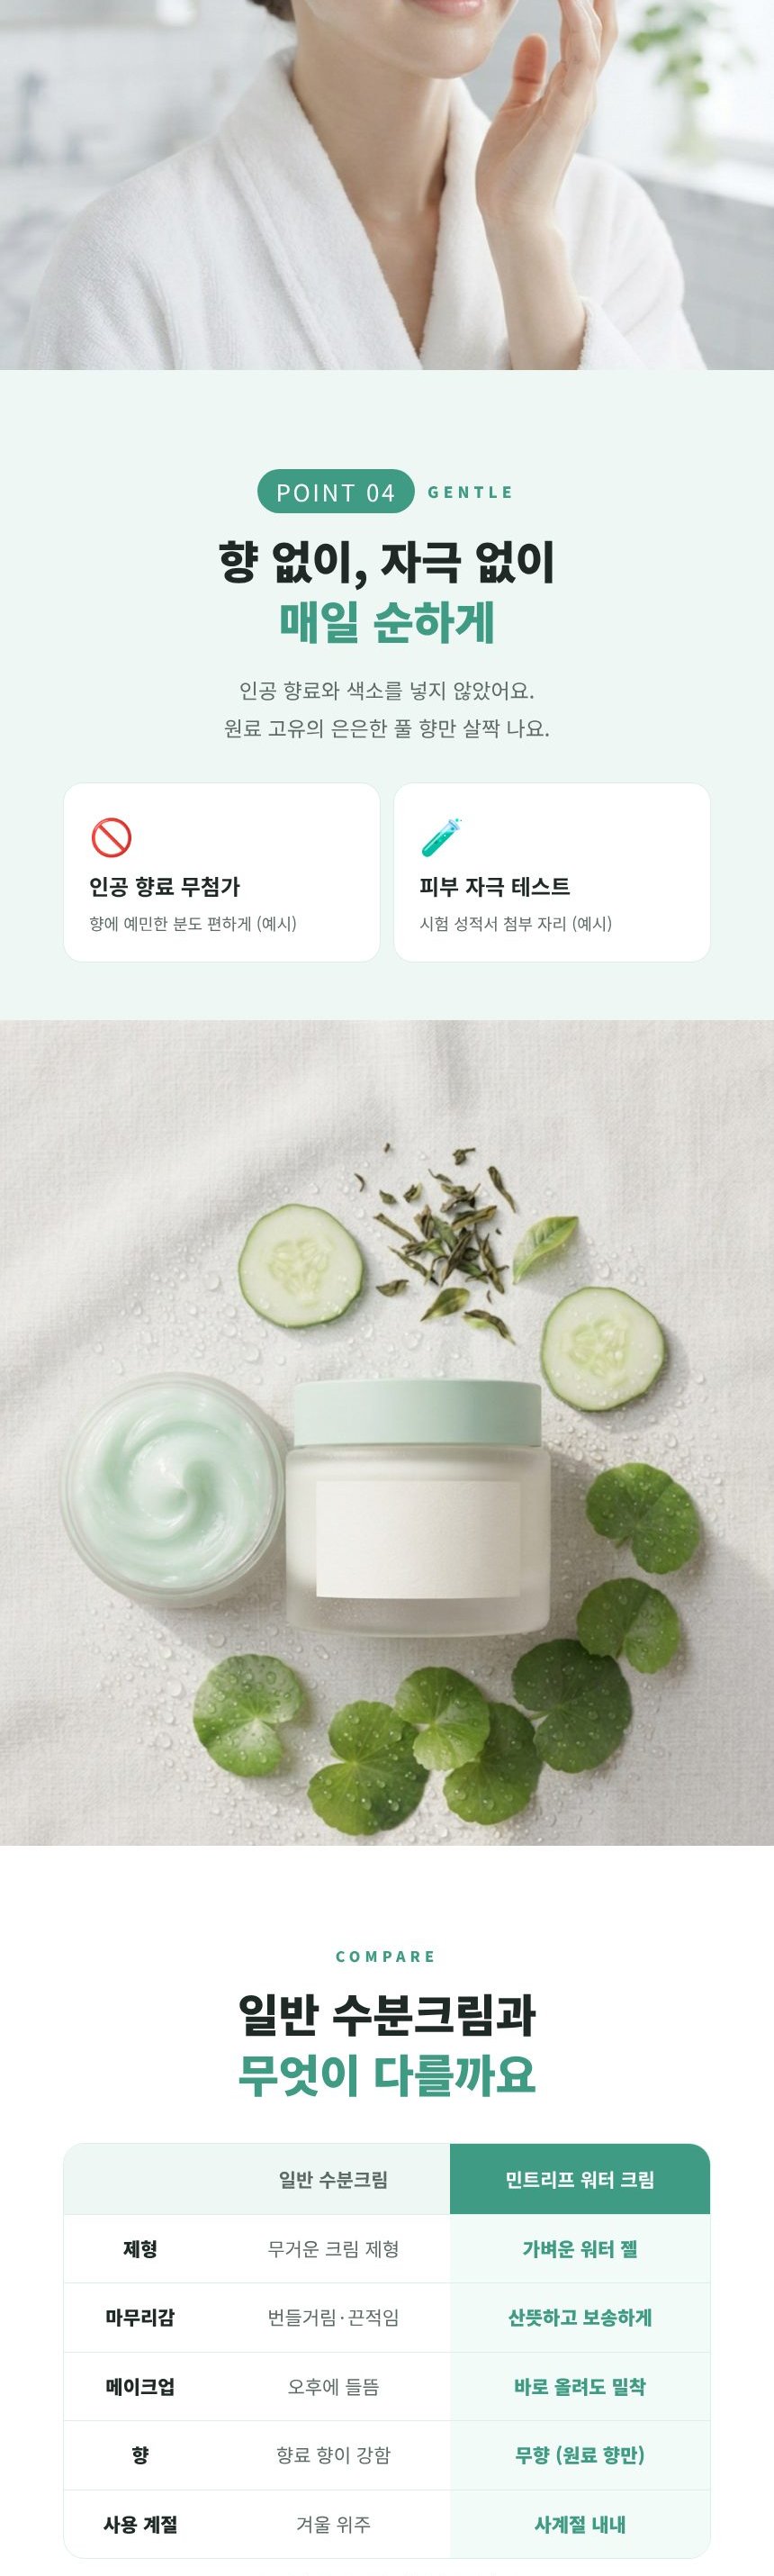 POINT 04 GENTLE
향 없이, 자극 없이
매일 순하게
인공 향료와 색소를 넣지 않았어요.
원료 고유의 은은한 풀 향만 살짝 나요.
인공 향료 무첨가
향에 예민한 분도 편하게 (예시)
피부 자극 테스트
시험 성적서 첨부 자리 (예시)
COMPARE
일반 수분크림과
무엇이 다를까요
일반 수분크림 민트리프 워터 크림
제형 무거운 크림 제형 가벼운 워터 젤
마무리감 번들거림·끈적임 산뜻하고 보송하게
메이크업 오후에 들뜸 바로 올려도 밀착
향 향료 향이 강함 무향 (원료 향만)
사용 계절 겨울 위주 사계절 내내